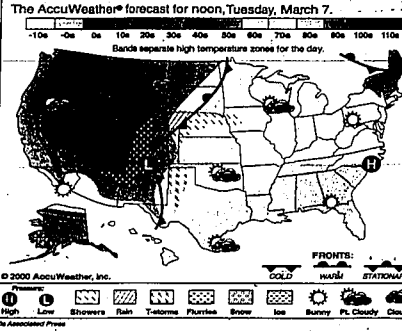 The AccuWeather® forecast for noon, Tuesday, March 7.
-10s -0s 0s 10s 20s 30s 40s 50s 60s 70s 80s 90s 100s 110s
Bands separate high temperature zones for the day.
L
H
© 2000 AccuWeather, Inc.
FRONTS:
COLD WARM STATIONAR
Pressure:
H L
High Low Showers Rain T-storms Flurries Snow Ice Sunny Pt. Cloudy Clou
Associated Press